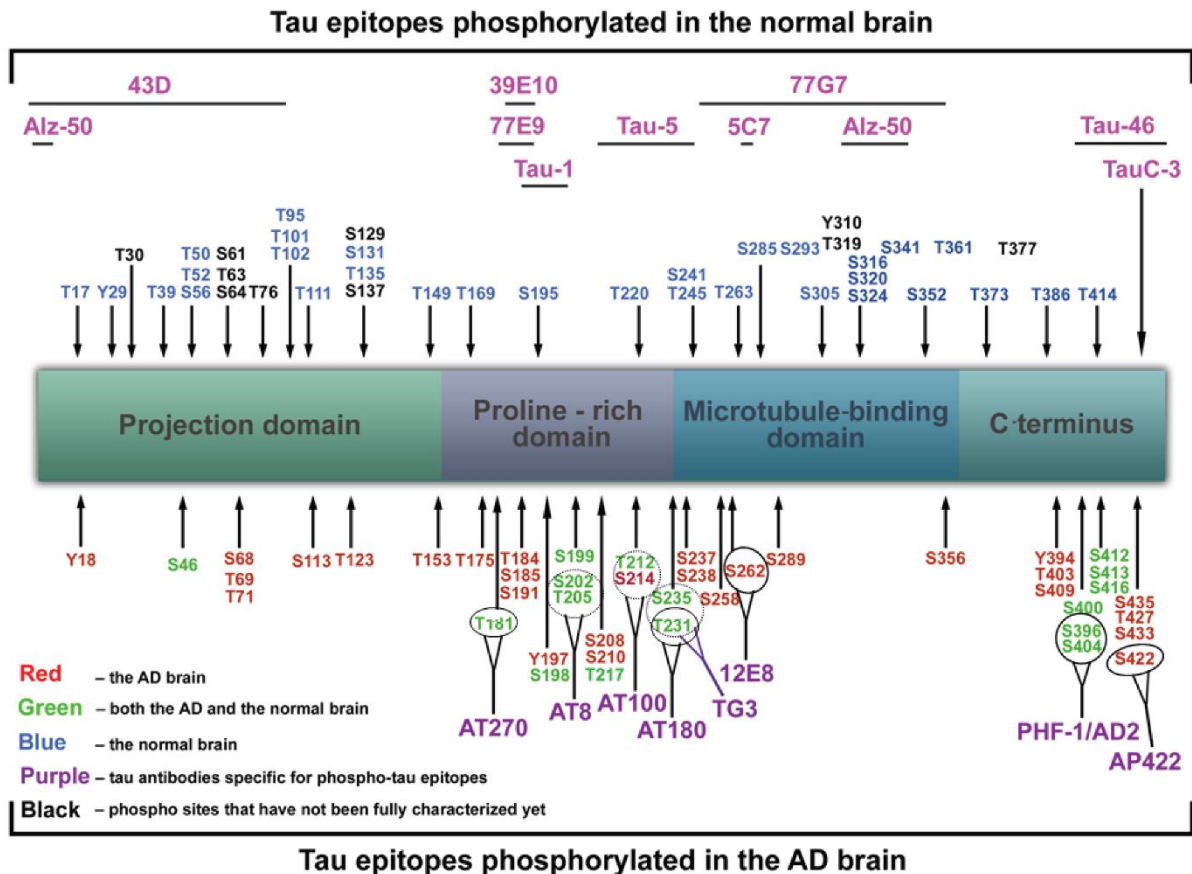 Tau epitopes phosphorylated in the normal brain
43D
39E10
77G7
Alz-50
77E9
Tau-5
5C7
Alz-50
Tau-46
Tau-1
TauC-3
T95
T101
T102
T30
T50
T52
S56
S61
T63
S64
S129
S131
T135
S137
Y310
T319
S285
S293
S341
T361
T377
S316
S320
S324
S241
T245
T17
Y29
T39
T76
T111
T149
T169
S195
T220
T263
S305
S352
T373
T386
T414
Projection domain
Proline - rich
domain
Microtubule-binding
domain
C-terminus
Y18
S46
S68
T69
T71
S113
T123
T153
T175
T181
T184
S185
S191
Y197
S198
S199
S202
T205
S208
S210
T217
T212
S214
S235
T231
S237
S238
S258
S262
S289
S356
Y394
T403
S409
S400
S396
S404
S412
S413
S416
S435
T427
S433
S422
AT270
AT8
AT100
AT180
TG3
12E8
PHF-1/AD2
AP422
Red – the AD brain
Green – both the AD and the normal brain
Blue – the normal brain
Purple – tau antibodies specific for phospho-tau epitopes
Black – phospho sites that have not been fully characterized yet
Tau epitopes phosphorylated in the AD brain